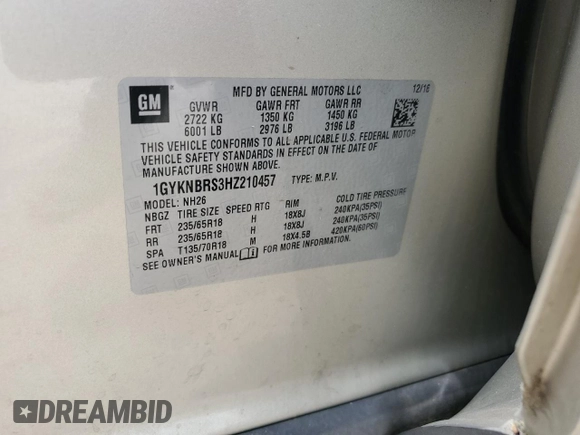 GM
MFD BY GENERAL MOTORS LLC
12/16
GVWR GAWR FRT GAWR RR
2722 KG 1350 KG 1450 KG
6001 LB 2976 LB 3196 LB
THIS VEHICLE CONFORMS TO ALL APPLICABLE U.S. FEDERAL MOTOR
VEHICLE SAFETY STANDARDS IN EFFECT ON THE DATE OF
MANUFACTURE SHOWN ABOVE.
1GYKNBRS3HZ210457 TYPE: M.P.V.
MODEL: NH26
NBGZ TIRE SIZE SPEED RTG RIM COLD TIRE PRESSURE
FRT 235/65R18 H 18X8J 240KPA(35PSI)
RR 235/65R18 H 18X8J 240KPA(35PSI)
SPA T135/70R18 M 18X4.5B 420KPA(60PSI)
SEE OWNER'S MANUAL
#DREAMBID